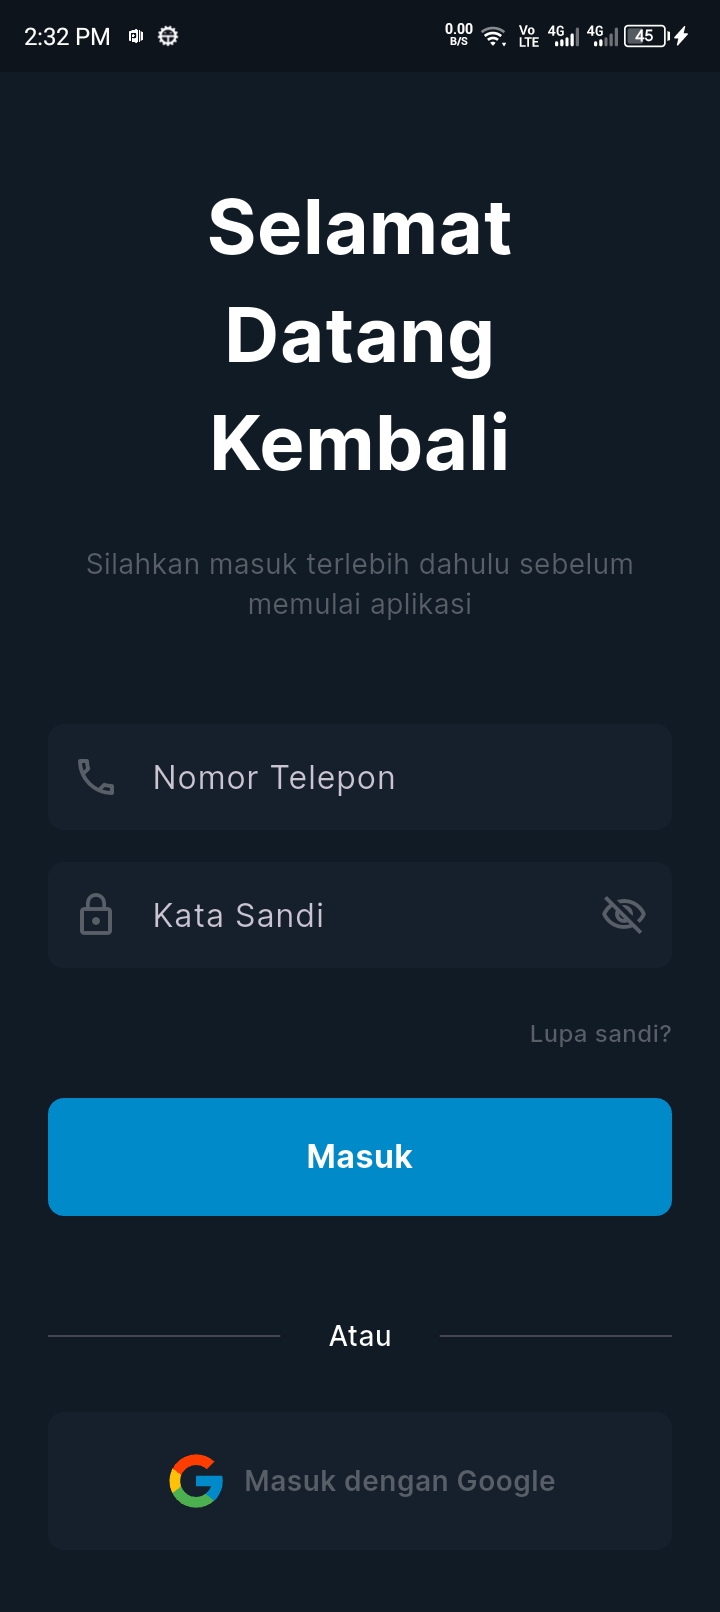 2:32 PM
0.00 B/S
Vo LTE
4G
4G
45
Selamat
Datang
Kembali
Silahkan masuk terlebih dahulu sebelum
memulai aplikasi
Nomor Telepon
Kata Sandi
Lupa sandi?
Masuk
Atau
Masuk dengan Google